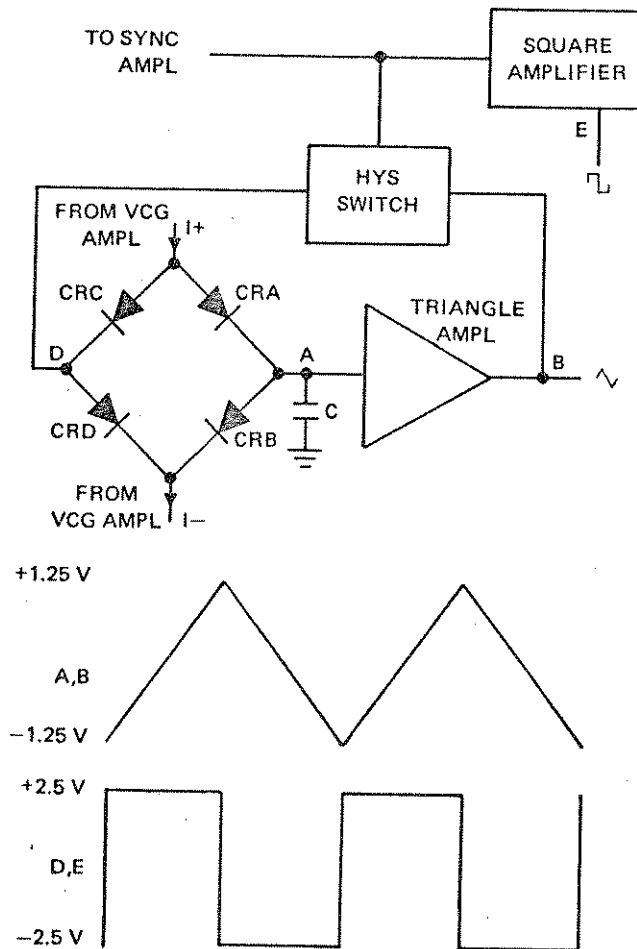 TO SYNC
AMPL
SQUARE
AMPLIFIER
E
HYS
SWITCH
FROM VCG
AMPL
I+
CRC
CRA
D
A
TRIANGLE
AMPL
B
C
CRD
CRB
FROM
VCG AMPL
I−
+1.25 V
A,B
−1.25 V
+2.5 V
D,E
−2.5 V